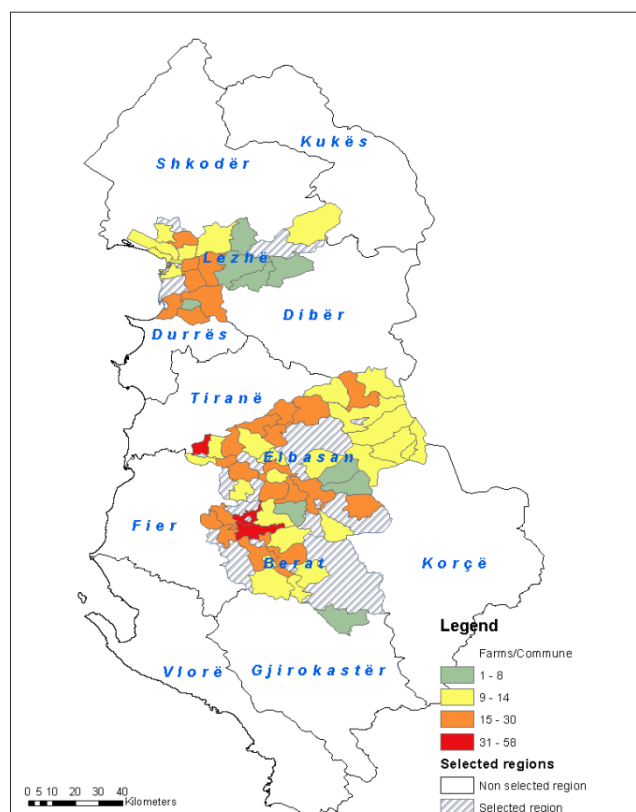 Kukës
Shkodër
Lezhë
Dibër
Durrës
Tiranë
Elbasan
Fier
Berat
Korçë
Vlorë
Gjirokastër
Legend
Farms/Commune
1 - 8
9 - 14
15 - 30
31 - 58
Selected regions
Non selected region
Selected region
0 5 10 20 30 40
Kilometers